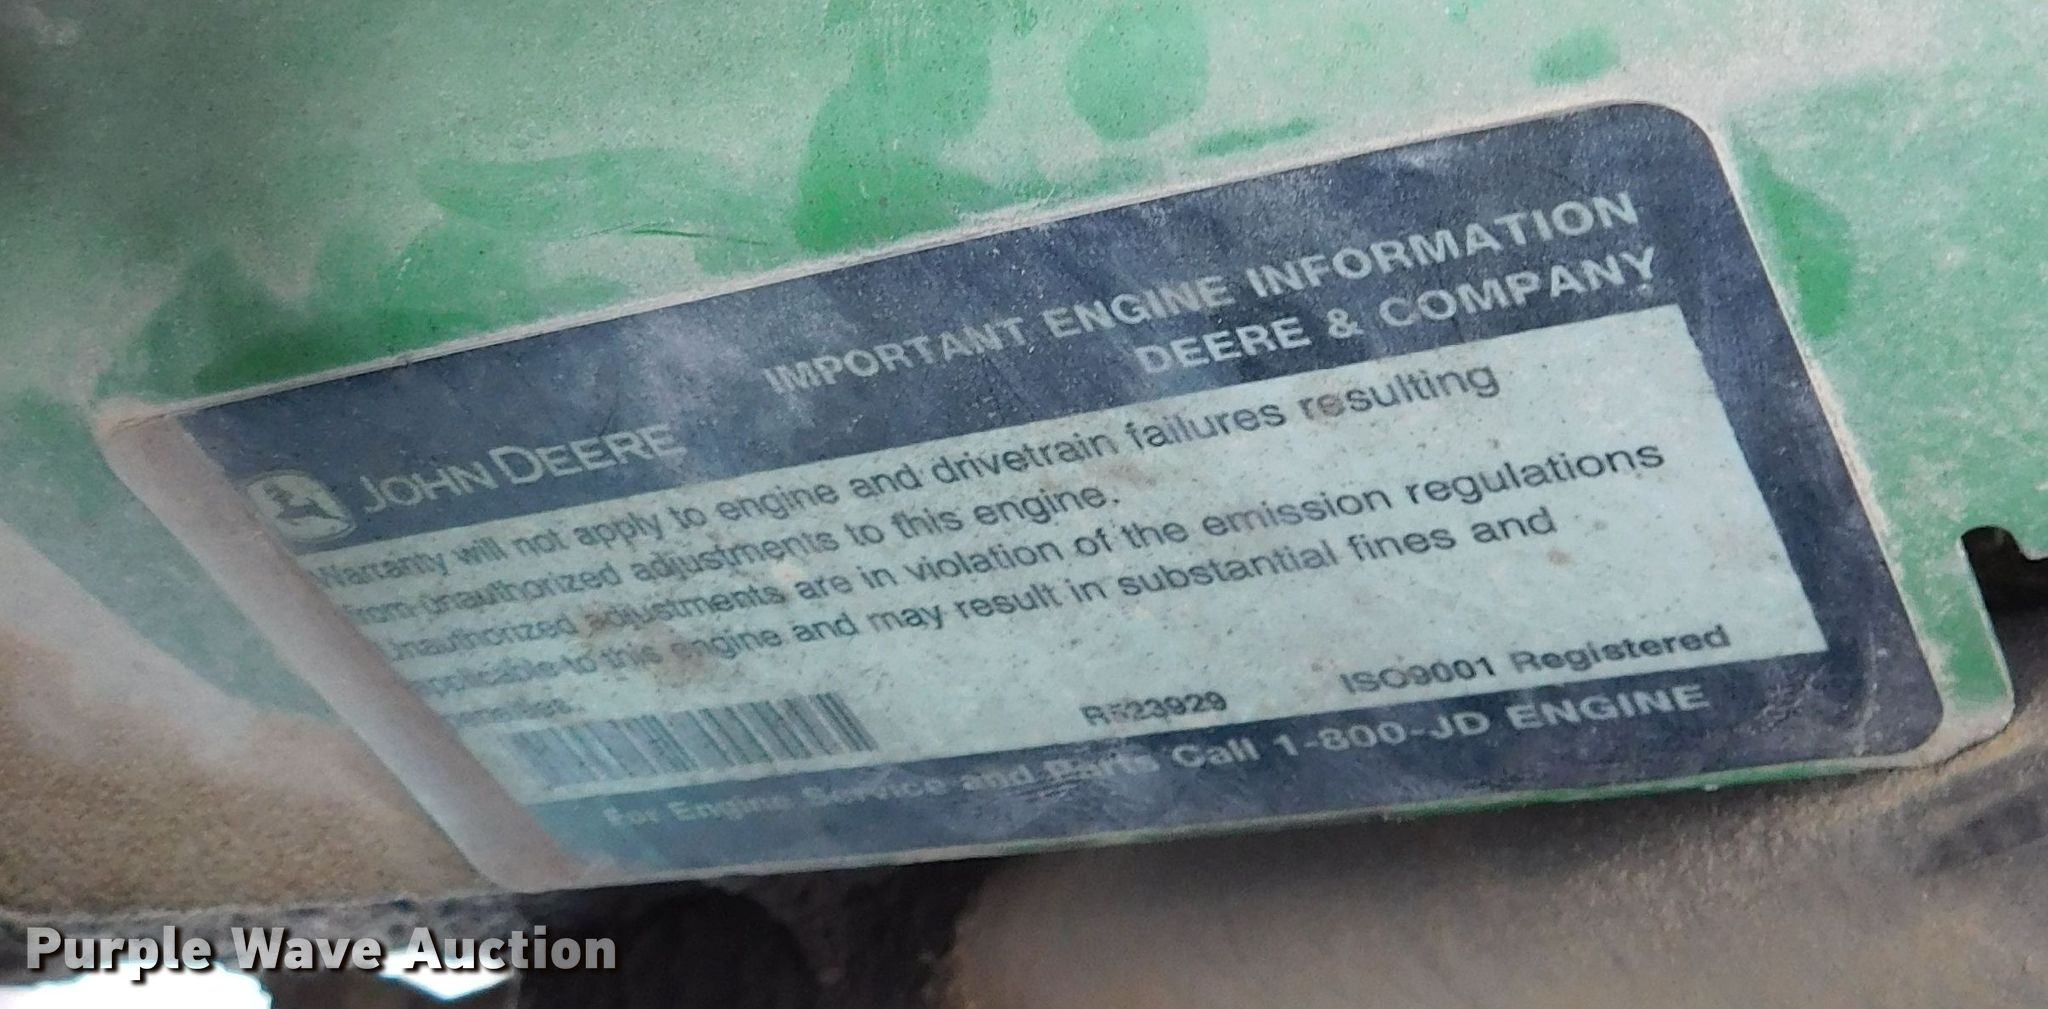 IMPORTANT ENGINE INFORMATION
DEERE & COMPANY
JOHN DEERE
Warranty will not apply to engine and drivetrain failures resulting
from unauthorized adjustments to this engine.
Unauthorized adjustments are in violation of the emission regulations
applicable to this engine and may result in substantial fines and
penalties.
R523929
ISO9001 Registered
For Engine Service and Parts Call 1-800-JD ENGINE
Purple Wave Auction